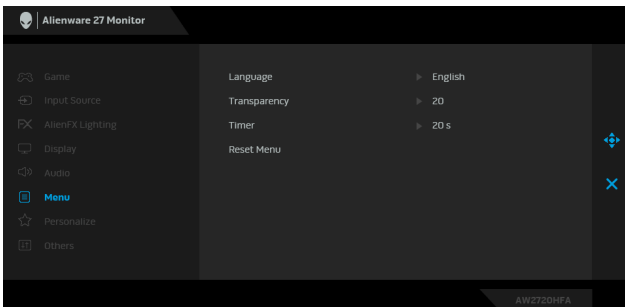 Alienware 27 Monitor
Game
Input Source
FX AlienFX Lighting
Display
Audio
Menu
Personalize
Others
Language English
Transparency 20
Timer 20 s
Reset Menu
AW2720HFA